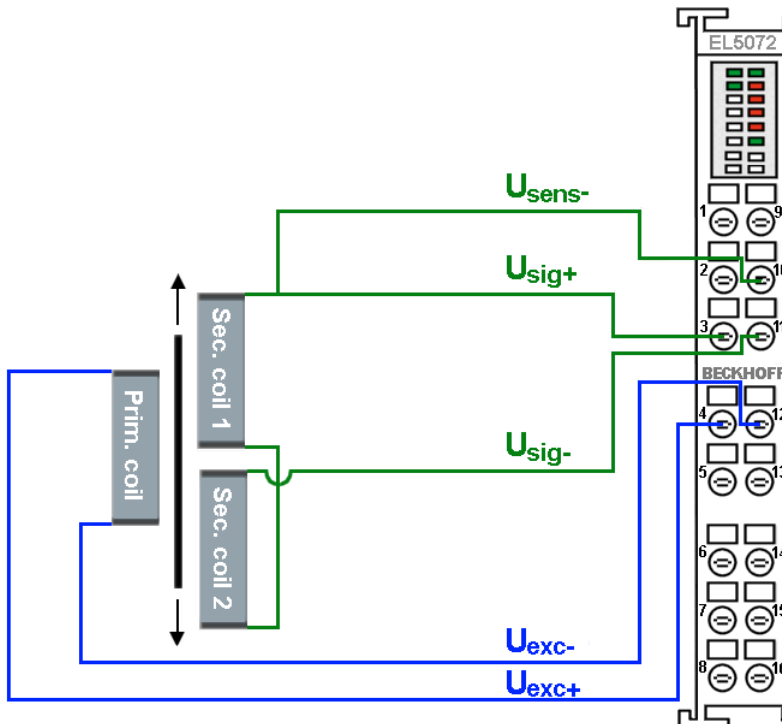 EL5072
Usens-
1
9
2
10
Usig+
3
11
BECKHOFF
Sec. coil 1
Prim. coil
4
12
Usig-
5
13
Sec. coil 2
6
14
7
15
Uexc-
8
16
Uexc+